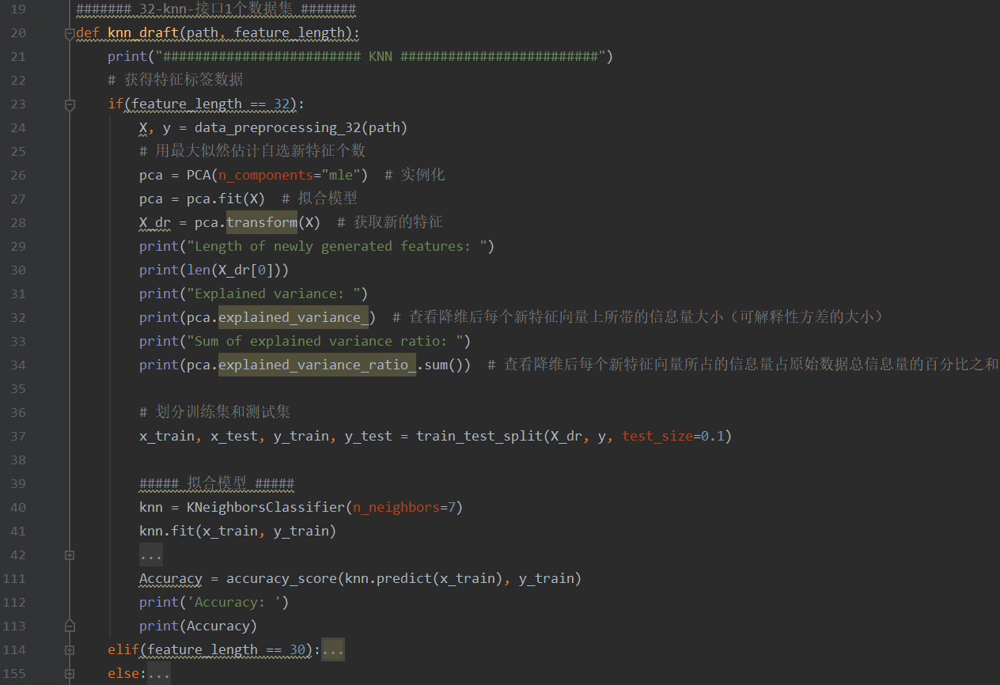 19 ####### 32-knn-接口1个数据集 #######
20 def knn_draft(path, feature_length):
21     print("######################### KNN #########################")
22     # 获得特征标签数据
23     if(feature_length == 32):
24         X, y = data_preprocessing_32(path)
25         # 用最大似然估计自选新特征个数
26         pca = PCA(n_components="mle")  # 实例化
27         pca = pca.fit(X)  # 拟合模型
28         X_dr = pca.transform(X)  # 获取新的特征
29         print("Length of newly generated features: ")
30         print(len(X_dr[0]))
31         print("Explained variance: ")
32         print(pca.explained_variance_)  # 查看降维后每个新特征向量上所带的信息量大小（可解释性方差的大小）
33         print("Sum of explained variance ratio: ")
34         print(pca.explained_variance_ratio_.sum())  # 查看降维后每个新特征向量所占的信息量占原始数据总信息量的百分比之和
35
36         # 划分训练集和测试集
37         x_train, x_test, y_train, y_test = train_test_split(X_dr, y, test_size=0.1)
38
39         ##### 拟合模型 #####
40         knn = KNeighborsClassifier(n_neighbors=7)
41         knn.fit(x_train, y_train)
42         ...
111         Accuracy = accuracy_score(knn.predict(x_train), y_train)
112         print('Accuracy: ')
113         print(Accuracy)
114     elif(feature_length == 30):...
155     else:...